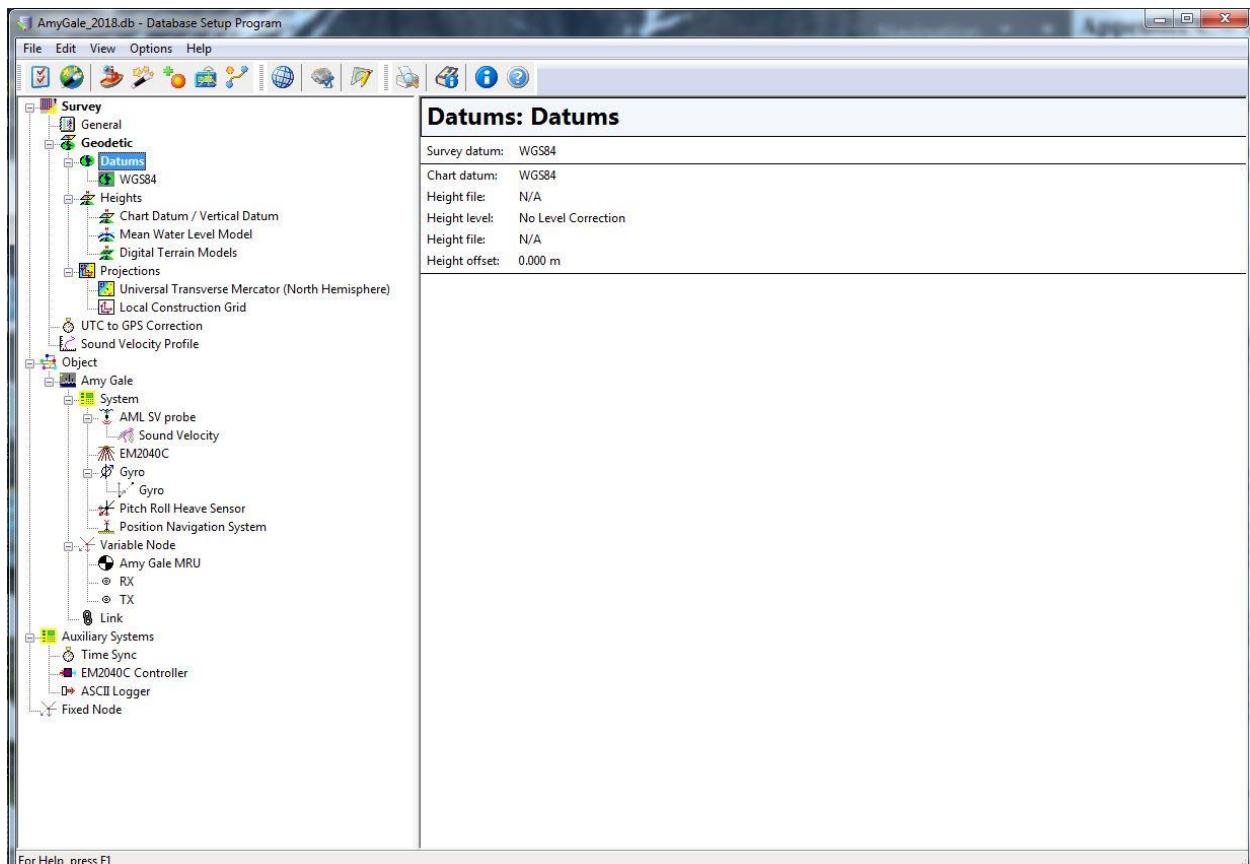 AmyGale_2018.db - Database Setup Program
File Edit View Options Help
Survey
General
Geodetic
Datums
WGS84
Heights
Chart Datum / Vertical Datum
Mean Water Level Model
Digital Terrain Models
Projections
Universal Transverse Mercator (North Hemisphere)
Local Construction Grid
UTC to GPS Correction
Sound Velocity Profile
Object
Amy Gale
System
AML SV probe
Sound Velocity
EM2040C
Gyro
Gyro
Pitch Roll Heave Sensor
Position Navigation System
Variable Node
Amy Gale MRU
RX
TX
Link
Auxiliary Systems
Time Sync
EM2040C Controller
ASCII Logger
Fixed Node
Datums: Datums
Survey datum: WGS84
Chart datum: WGS84
Height file: N/A
Height level: No Level Correction
Height file: N/A
Height offset: 0.000 m
For Help, press F1